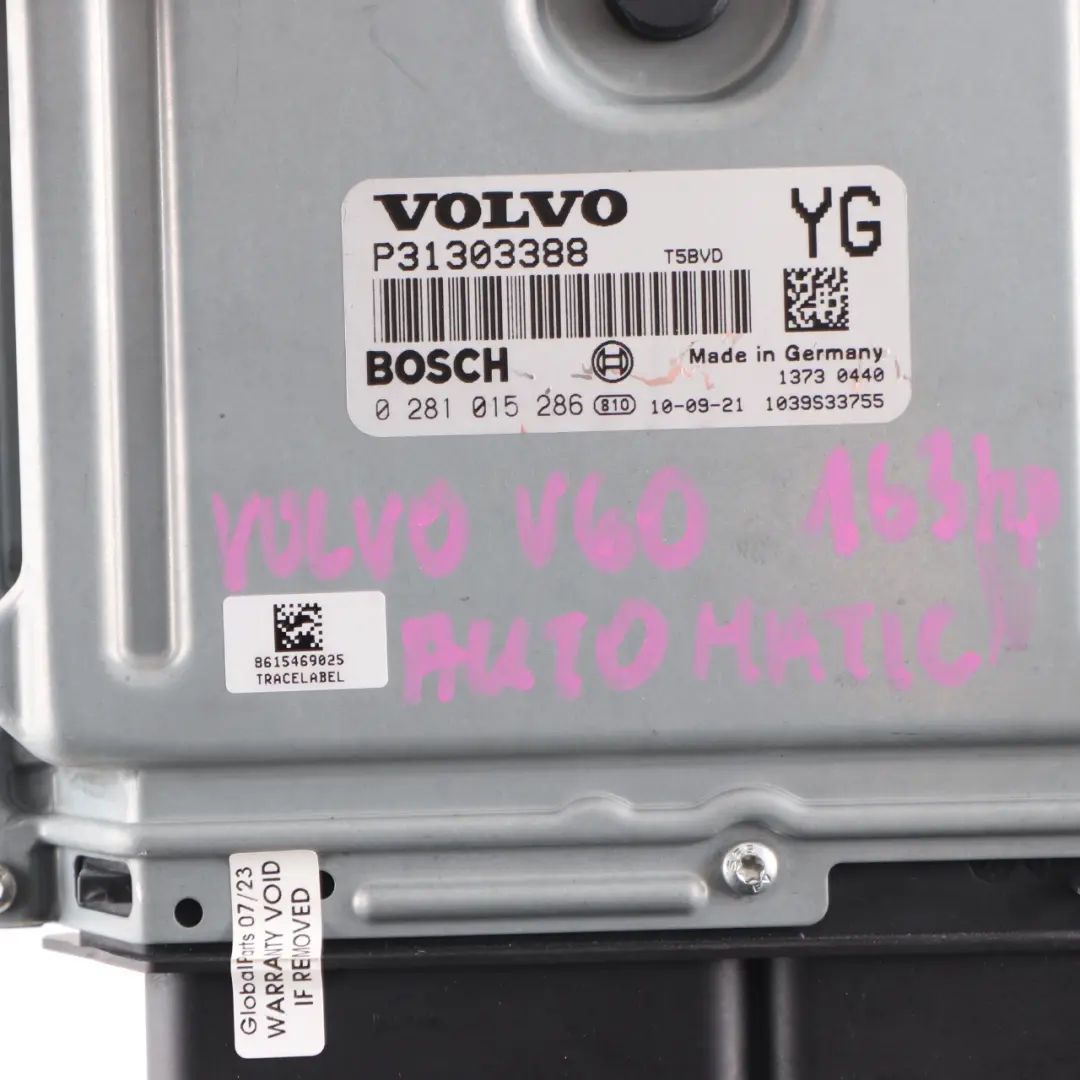 VOLVO
YG
P31303388 T5BVD
BOSCH Made in Germany
1373 0440
0 281 015 286 810 10-09-21 1039S33755
VOLVO V60 163hp
AUTOMATIC
8615469025
TRACELABEL
GlobalParts 07/23
WARRANTY VOID
IF REMOVED